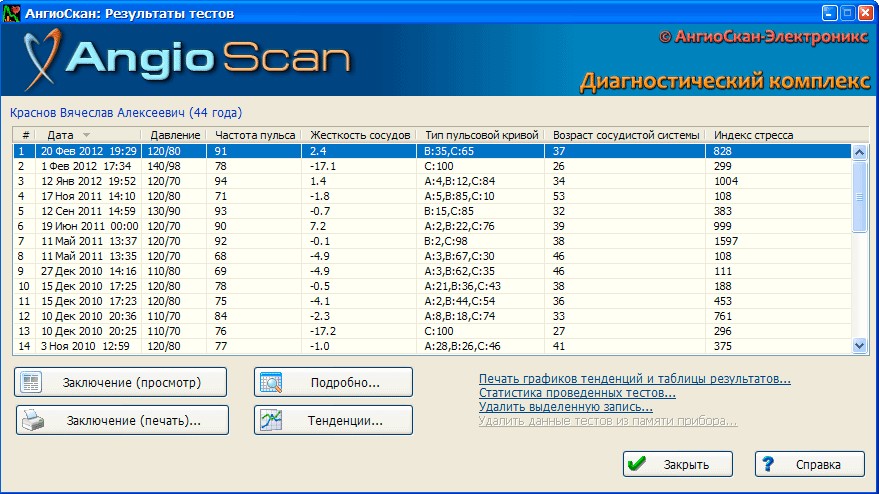 АнгиоСкан: Результаты тестов
Angio Scan
© АнгиоСкан-Электроникс
Диагностический комплекс
Краснов Вячеслав Алексеевич (44 года)
# Дата Давление Частота пульса Жесткость сосудов Тип пульсовой кривой Возраст сосудистой системы Индекс стресса
1 20 Фев 2012 19:29 120/80 91 2.4 B:35,C:65 37 828
2 1 Фев 2012 17:34 140/98 78 -17.1 C:100 26 299
3 12 Янв 2012 19:52 120/70 94 1.4 A:4,B:12,C:84 34 1004
4 17 Ноя 2011 14:10 120/80 71 -1.8 A:5,B:85,C:10 53 108
5 12 Сен 2011 14:59 130/90 93 -0.7 B:15,C:85 32 383
6 19 Июн 2011 00:00 120/70 90 7.2 A:2,B:22,C:76 39 999
7 11 Май 2011 13:37 120/70 92 -0.1 B:2,C:98 38 1597
8 11 Май 2011 13:35 120/70 68 -4.9 A:3,B:67,C:30 46 108
9 27 Дек 2010 14:16 110/80 69 -4.9 A:3,B:62,C:35 46 111
10 15 Дек 2010 17:25 120/80 78 -0.5 A:21,B:36,C:43 38 188
11 15 Дек 2010 17:23 120/80 75 -4.1 A:2,B:44,C:54 36 453
12 10 Дек 2010 20:36 110/70 84 -2.3 A:8,B:18,C:74 33 761
13 10 Дек 2010 20:25 110/70 76 -17.2 C:100 27 296
14 3 Ноя 2010 12:59 120/80 77 -1.0 A:28,B:26,C:46 41 375
Заключение (просмотр)
Подробно...
Заключение (печать)...
Тенденции...
Печать графиков тенденций и таблицы результатов...
Статистика проведенных тестов...
Удалить выделенную запись...
Удалить данные тестов из памяти прибора...
Закрыть
? Справка